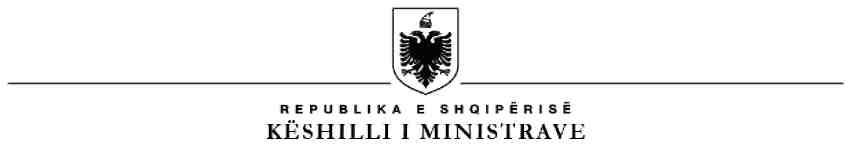 REPUBLIKA E SHQIPËRISË
KËSHILLI I MINISTRAVE